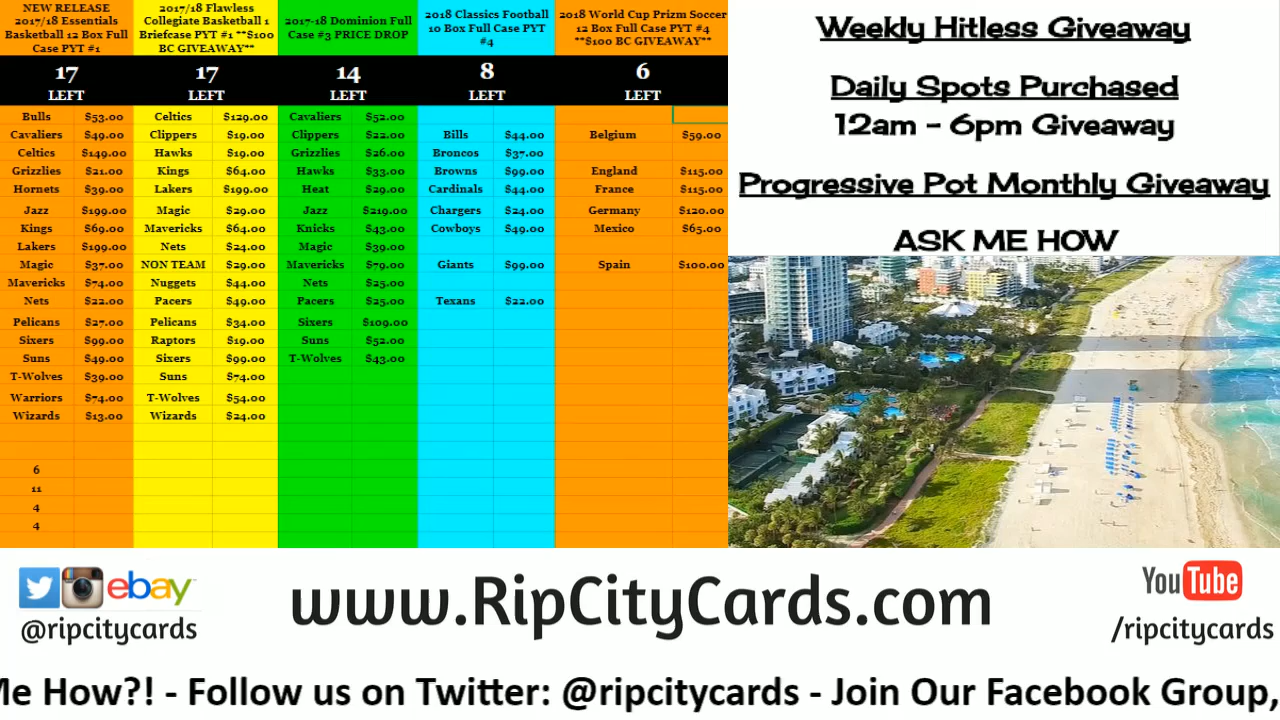 NEW RELEASE
2017/18 Essentials
Basketball 12 Box Full
Case PYT #1
17
LEFT
Bulls $53.00
Cavaliers $49.00
Celtics $149.00
Grizzlies $21.00
Hornets $39.00
Jazz $199.00
Kings $69.00
Lakers $199.00
Magic $37.00
Mavericks $74.00
Nets $22.00
Pelicans $27.00
Sixers $99.00
Suns $49.00
T-Wolves $39.00
Warriors $74.00
Wizards $13.00
6
11
4
4
2017/18 Flawless
Collegiate Basketball 1
Briefcase PYT #1 **$100
BC GIVEAWAY**
17
LEFT
Celtics $129.00
Clippers $19.00
Hawks $19.00
Kings $64.00
Lakers $199.00
Magic $29.00
Mavericks $64.00
Nets $24.00
NON TEAM $29.00
Nuggets $44.00
Pacers $49.00
Pelicans $34.00
Raptors $19.00
Sixers $99.00
Suns $74.00
T-Wolves $54.00
Wizards $24.00
2017-18 Dominion Full
Case #3 PRICE DROP
14
LEFT
Cavaliers $52.00
Clippers $22.00
Grizzlies $26.00
Hawks $33.00
Heat $29.00
Jazz $219.00
Knicks $43.00
Magic $39.00
Mavericks $79.00
Nets $25.00
Pacers $25.00
Sixers $109.00
Suns $52.00
T-Wolves $43.00
2018 Classics Football
10 Box Full Case PYT
#4
8
LEFT
Bills $44.00
Broncos $37.00
Browns $99.00
Cardinals $44.00
Chargers $24.00
Cowboys $49.00
Giants $99.00
Texans $22.00
2018 World Cup Prizm Soccer
12 Box Full Case PYT #4
**$100 BC GIVEAWAY**
6
LEFT
Belgium $59.00
England $115.00
France $115.00
Germany $120.00
Mexico $65.00
Spain $100.00
Weekly Hitless Giveaway
Daily Spots Purchased
12am - 6pm Giveaway
Progressive Pot Monthly Giveaway
ASK ME HOW
ebay
@ripcitycards
www.RipCityCards.com
YouTube
/ripcitycards
Me How?! - Follow us on Twitter: @ripcitycards - Join Our Facebook Group,